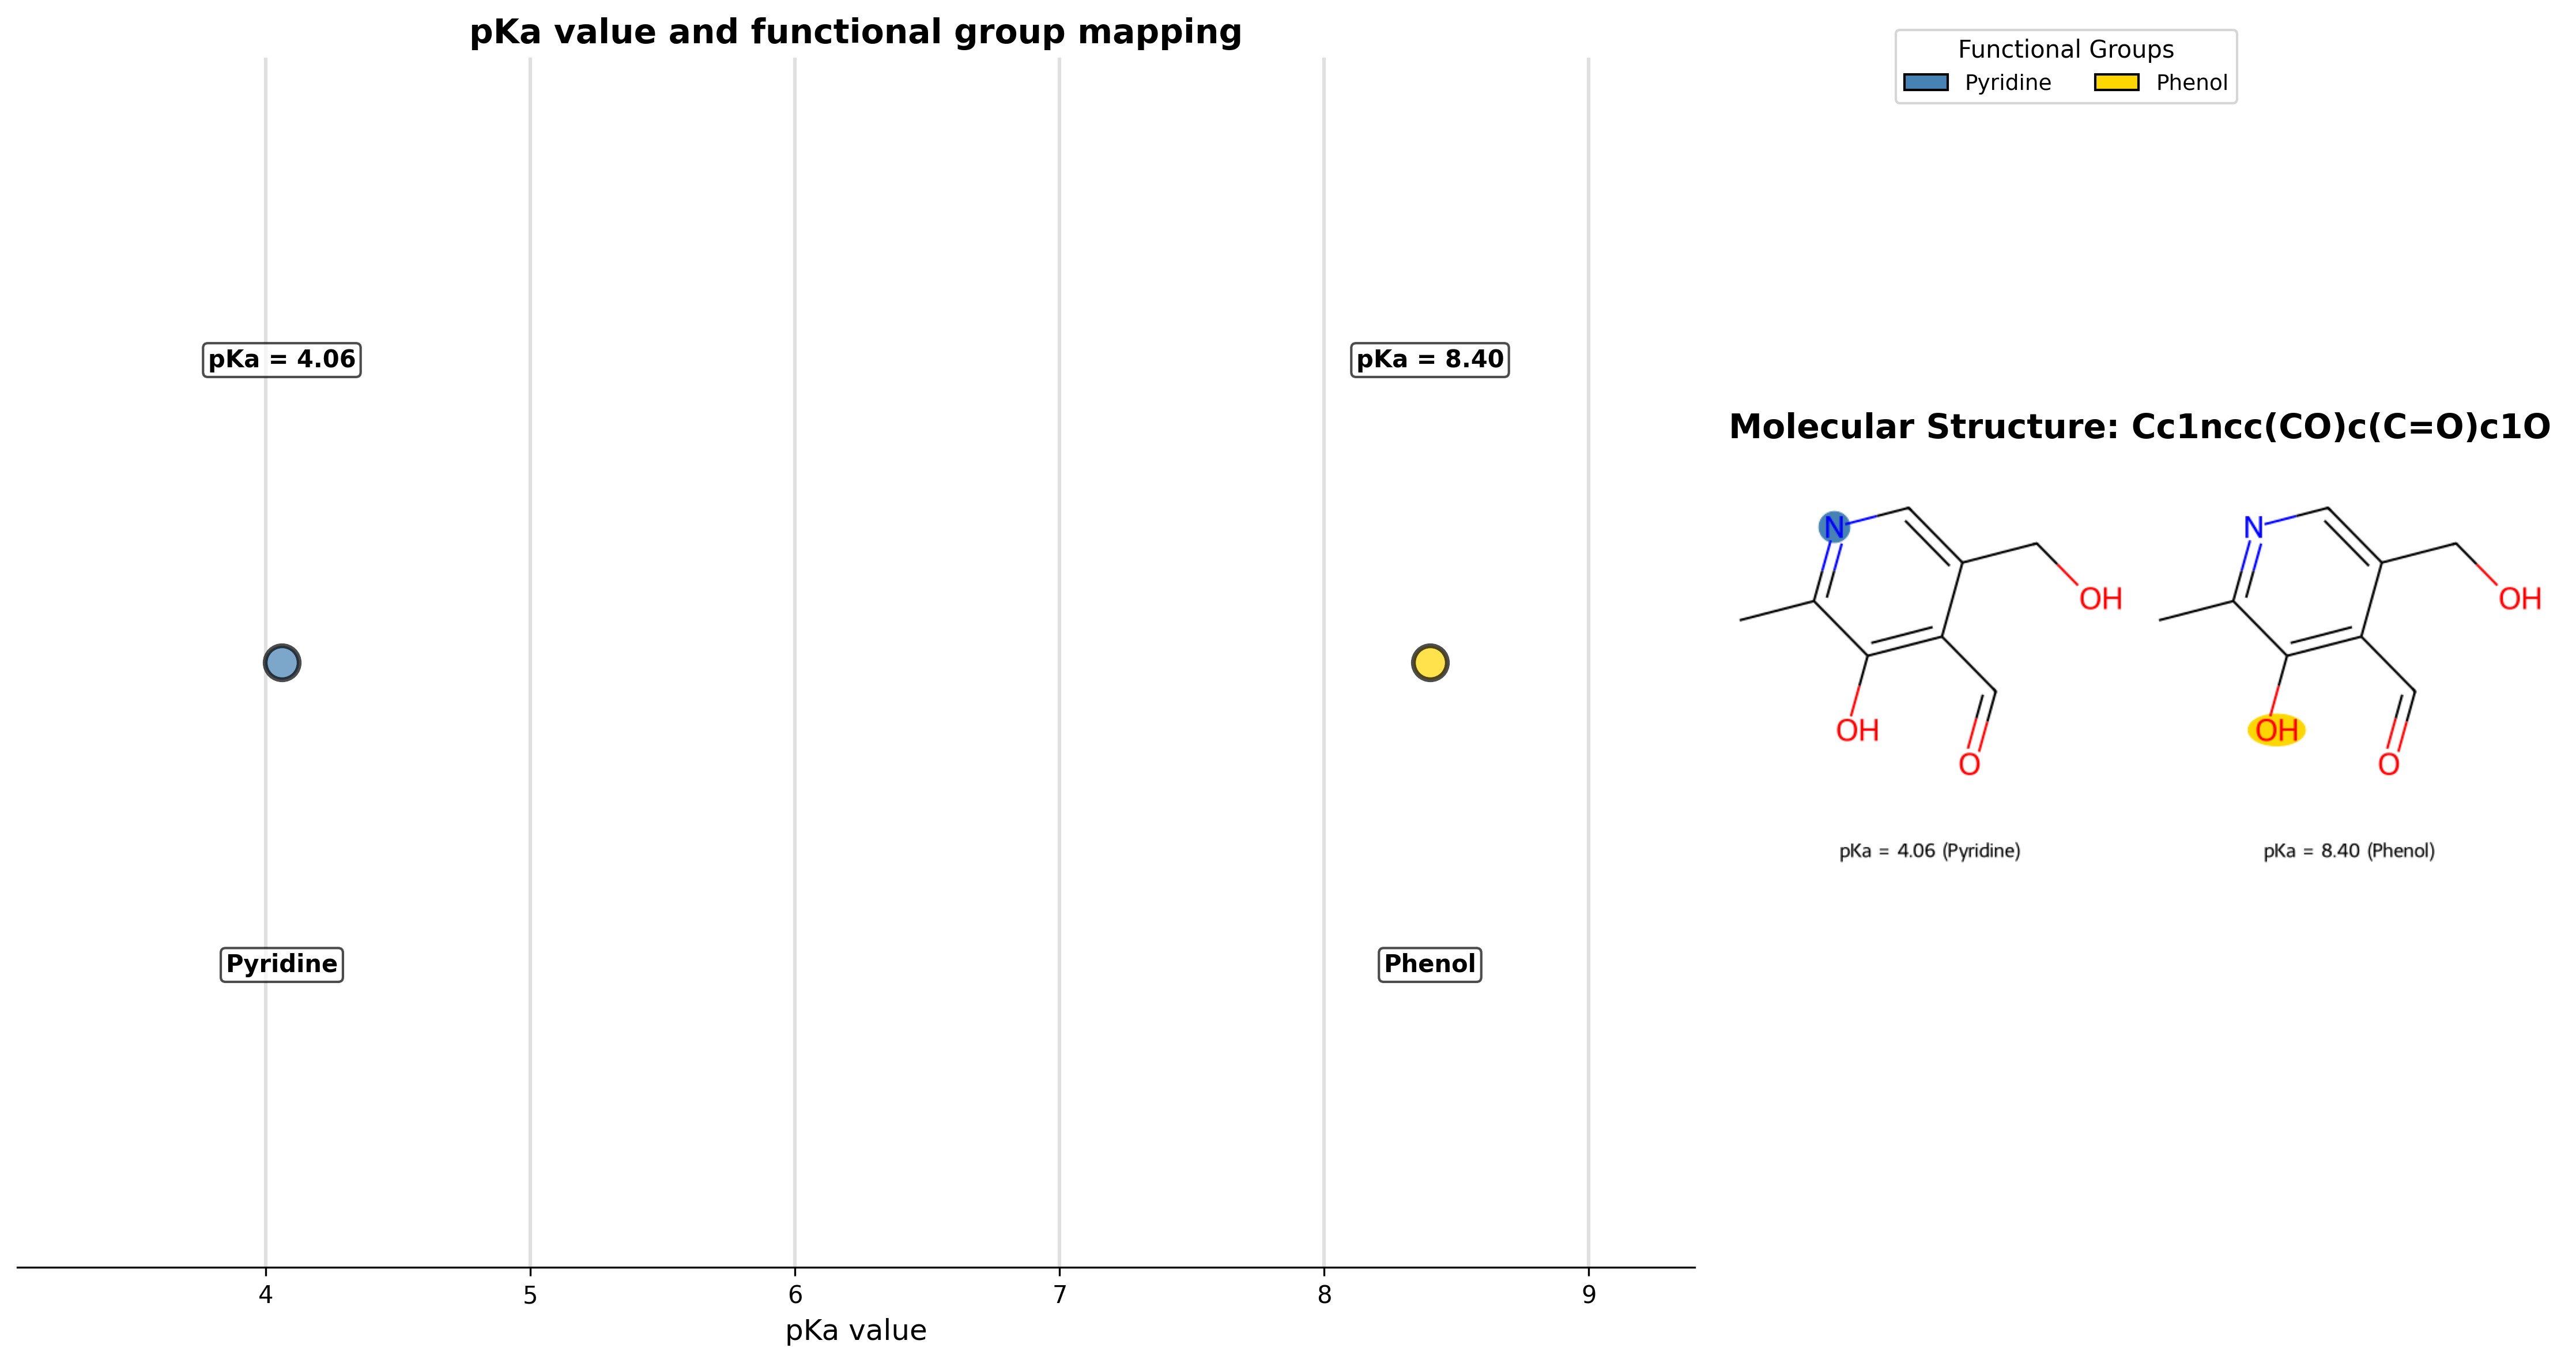 pKa value and functional group mapping
pKa = 4.06
pKa = 8.40
Pyridine
Phenol
4 5 6 7 8 9
pKa value
Functional Groups
Pyridine Phenol
Molecular Structure: Cc1ncc(CO)c(C=O)c1O
N
OH
OH
O
pKa = 4.06 (Pyridine)
N
OH
OH
O
pKa = 8.40 (Phenol)